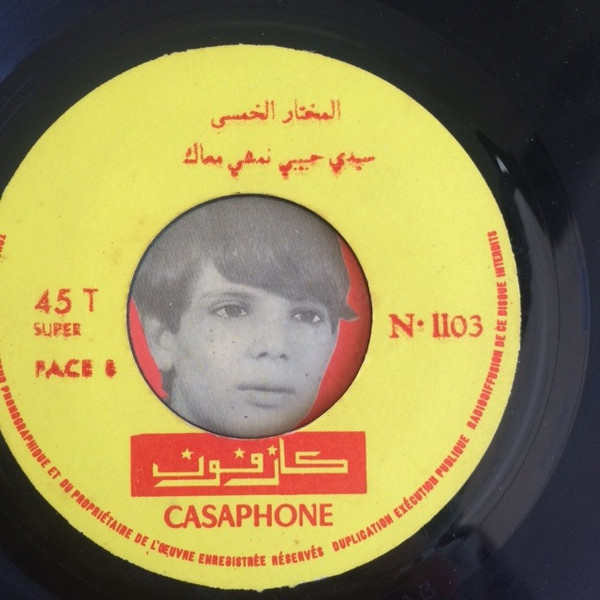 المختار الخمسي
سيدي حبيبي نمشي معاك
45 T
SUPER
FACE B
N· 1103
كازفون
CASAPHONE
PHONOGRAPHIQUE ET DU PROPRIÉTAIRE DE L'ŒUVRE ENREGISTRÉE RÉSERVÉS DUPLICATION EXÉCUTION PUBLIQUE RADIODIFFUSION DE CE DISQUE INTERDITS